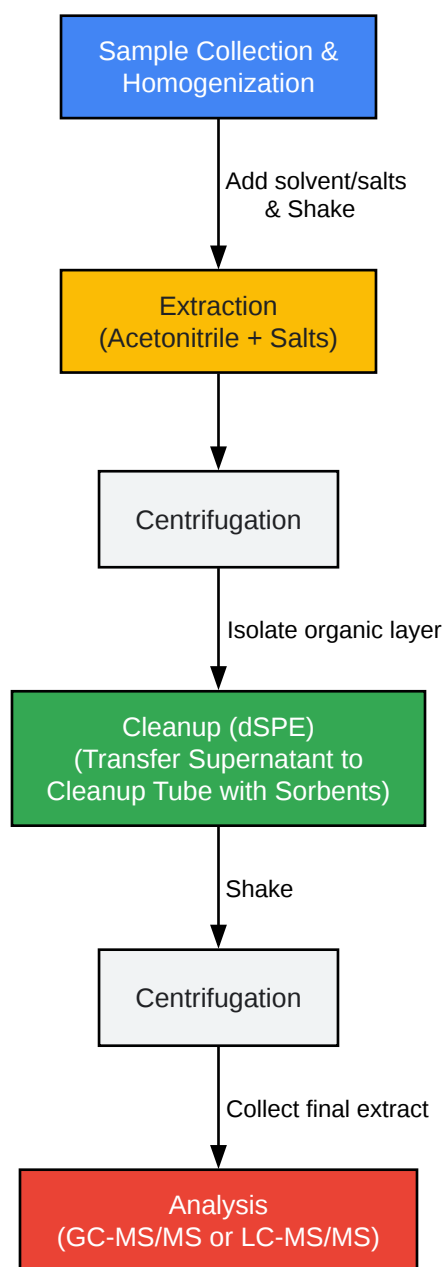 Sample Collection &
Homogenization
Add solvent/salts
& Shake
Extraction
(Acetonitrile + Salts)
Centrifugation
Isolate organic layer
Cleanup (dSPE)
(Transfer Supernatant to
Cleanup Tube with Sorbents)
Shake
Centrifugation
Collect final extract
Analysis
(GC-MS/MS or LC-MS/MS)